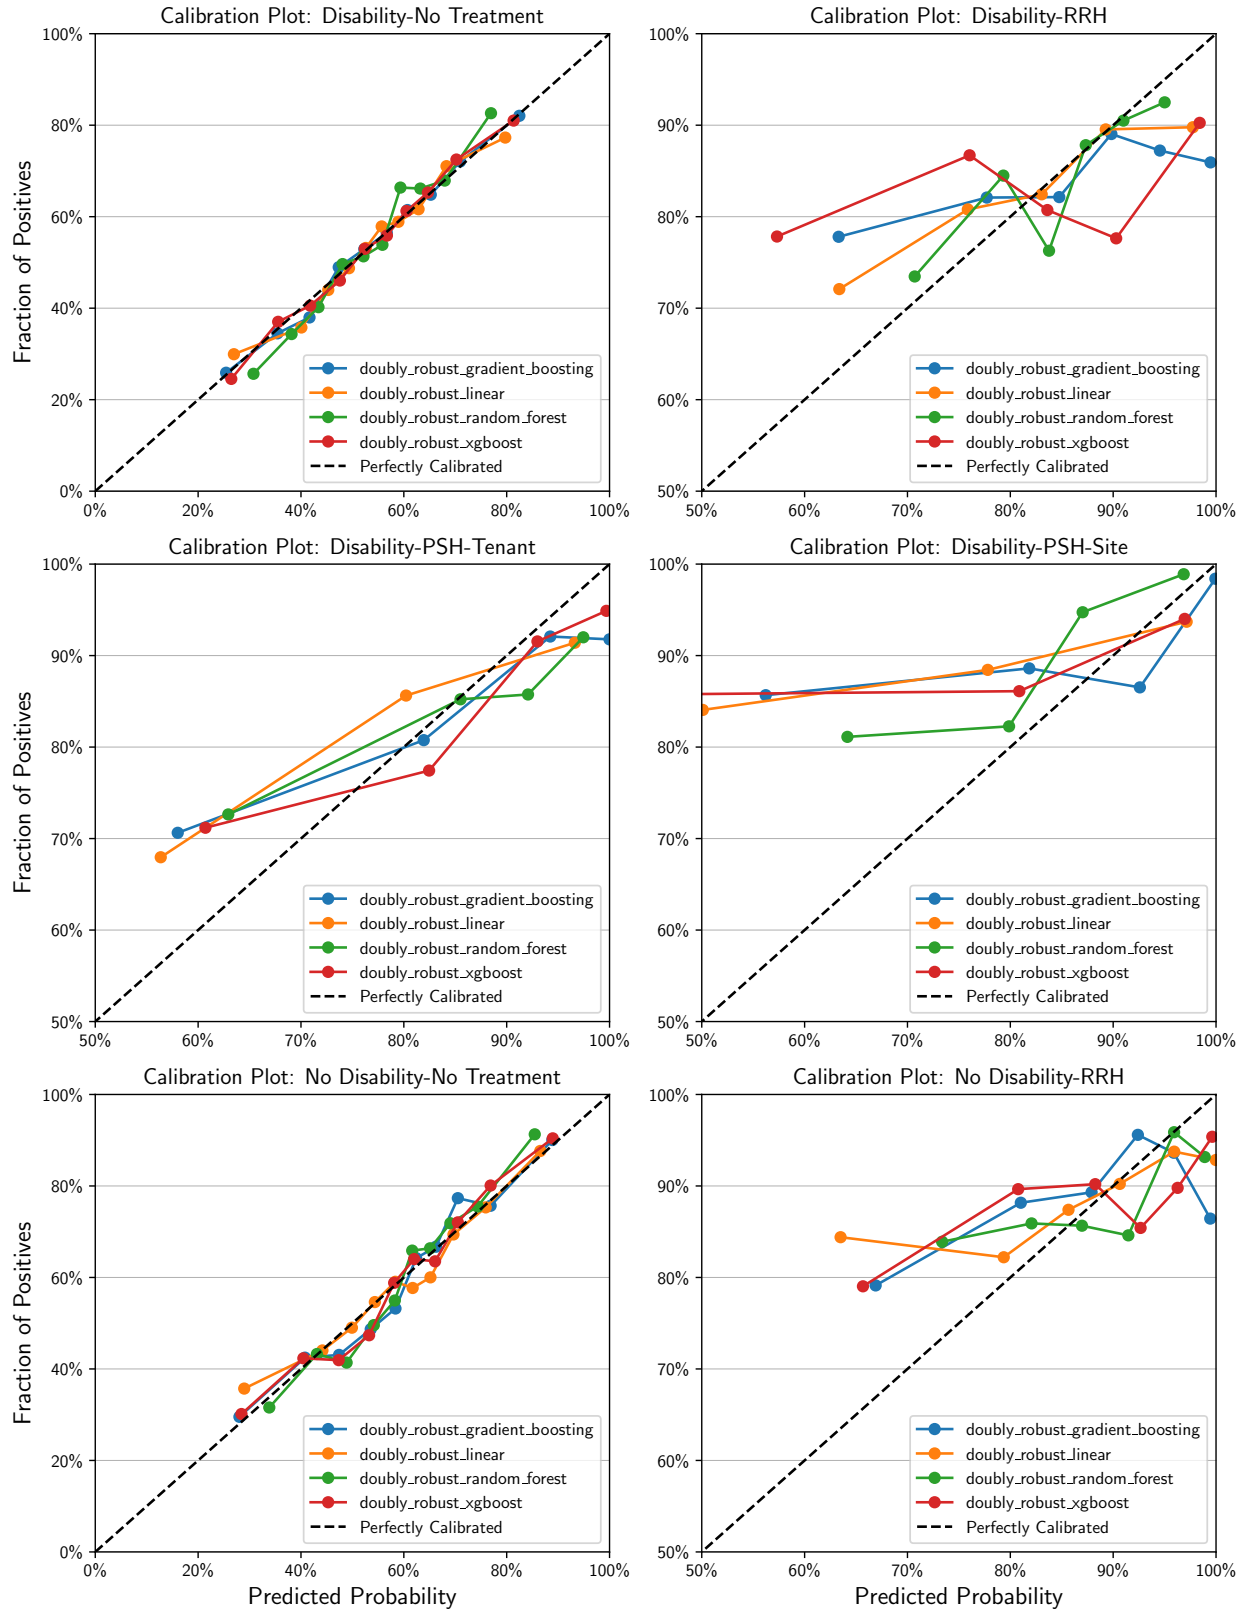 Calibration Plot: Disability-No Treatment
100%
80%
60%
40%
20%
0%
Fraction of Positives
doubly_robust_gradient_boosting
doubly_robust_linear
doubly_robust_random_forest
doubly_robust_xgboost
Perfectly Calibrated
0% 20% 40% 60% 80% 100%
Calibration Plot: Disability-RRH
100%
90%
80%
70%
60%
50%
doubly_robust_gradient_boosting
doubly_robust_linear
doubly_robust_random_forest
doubly_robust_xgboost
Perfectly Calibrated
50% 60% 70% 80% 90% 100%
Calibration Plot: Disability-PSH-Tenant
100%
90%
80%
70%
60%
50%
Fraction of Positives
doubly_robust_gradient_boosting
doubly_robust_linear
doubly_robust_random_forest
doubly_robust_xgboost
Perfectly Calibrated
50% 60% 70% 80% 90% 100%
Calibration Plot: Disability-PSH-Site
100%
90%
80%
70%
60%
50%
doubly_robust_gradient_boosting
doubly_robust_linear
doubly_robust_random_forest
doubly_robust_xgboost
Perfectly Calibrated
50% 60% 70% 80% 90% 100%
Calibration Plot: No Disability-No Treatment
100%
80%
60%
40%
20%
0%
Fraction of Positives
doubly_robust_gradient_boosting
doubly_robust_linear
doubly_robust_random_forest
doubly_robust_xgboost
Perfectly Calibrated
0% 20% 40% 60% 80% 100%
Predicted Probability
Calibration Plot: No Disability-RRH
100%
90%
80%
70%
60%
50%
doubly_robust_gradient_boosting
doubly_robust_linear
doubly_robust_random_forest
doubly_robust_xgboost
Perfectly Calibrated
50% 60% 70% 80% 90% 100%
Predicted Probability